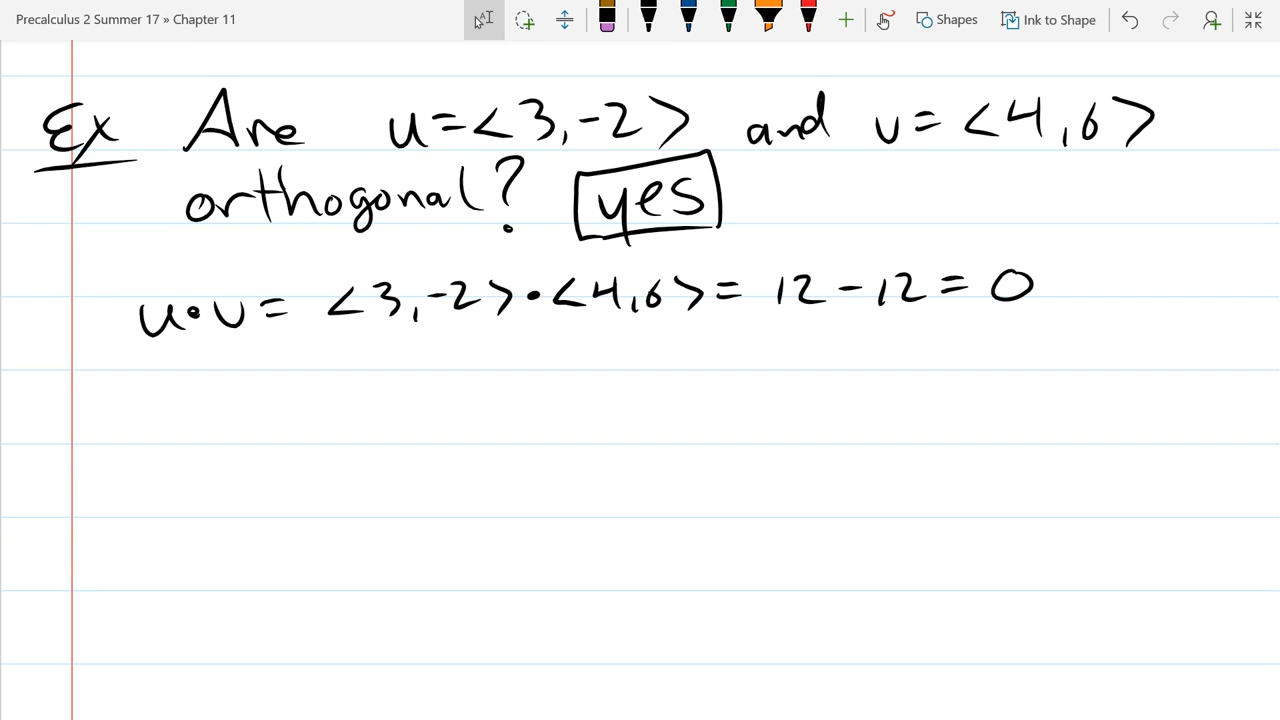 Precalculus 2 Summer 17 » Chapter 11
Shapes
Ink to Shape
Ex Are u=<3,-2> and v=<4,6>
orthogonal? yes
u•v= <3,-2>•<4,6>= 12-12=0